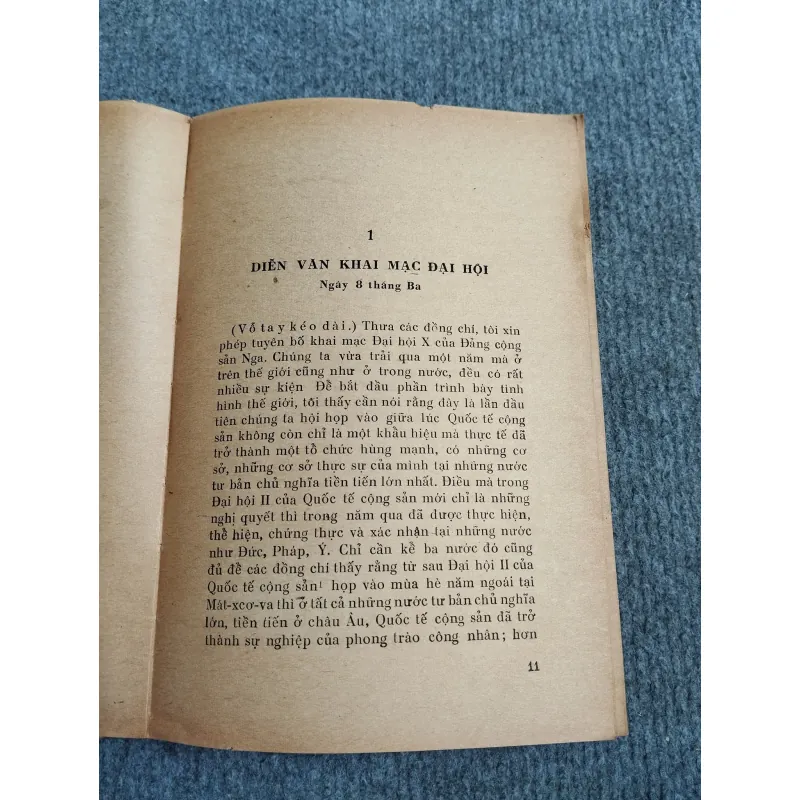 1
DIỄN VĂN KHAI MẠC ĐẠI HỘI
Ngày 8 tháng Ba
(Vỗ tay kéo dài.) Thưa các đồng chí, tôi xin
phép tuyên bố khai mạc Đại hội X của Đảng cộng
sản Nga. Chúng ta vừa trải qua một năm mà ở
trên thế giới cũng như ở trong nước, đều có rất
nhiều sự kiện Để bắt đầu phần trình bày tình
hình thế giới, tôi thấy cần nói rằng đây là lần đầu
tiên chúng ta hội họp vào giữa lúc Quốc tế cộng
sản không còn chỉ là một khẩu hiệu mà thực tế đã
trở thành một tổ chức hùng mạnh, có những cơ
sở, những cơ sở thực sự của mình tại những nước
tư bản chủ nghĩa tiền tiến lớn nhất. Điều mà trong
Đại hội II của Quốc tế cộng sản mới chỉ là những
nghị quyết thì trong năm qua đã được thực hiện,
thể hiện, chứng thực và xác nhận tại những nước
như Đức, Pháp, Ý. Chỉ cần kể ba nước đó cũng
đủ để các đồng chí thấy rằng từ sau Đại hội II của
Quốc tế cộng sản¹ họp vào mùa hè năm ngoái tại
Mát-xcơ-va thì ở tất cả những nước tư bản chủ nghĩa
lớn, tiền tiến ở châu Âu, Quốc tế cộng sản đã trở
thành sự nghiệp của phong trào công nhân; hơn
11